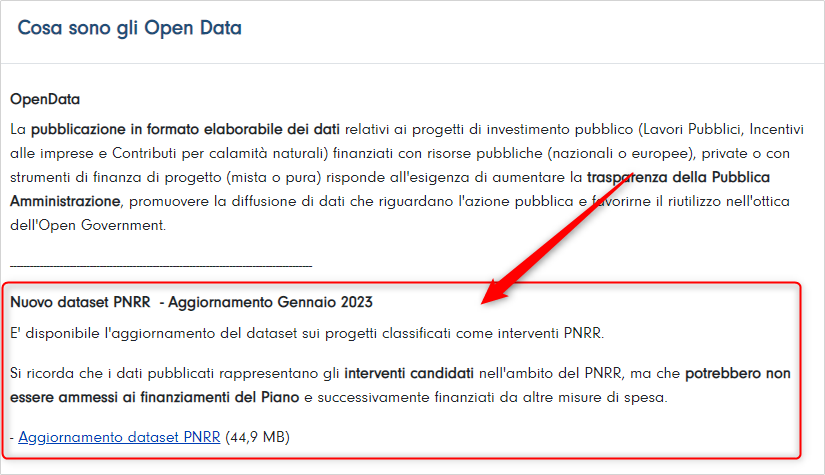 Cosa sono gli Open Data
OpenData
La pubblicazione in formato elaborabile dei dati relativi ai progetti di investimento pubblico (Lavori Pubblici, Incentivi
alle imprese e Contributi per calamità naturali) finanziati con risorse pubbliche (nazionali o europee), private o con
strumenti di finanza di progetto (mista o pura) risponde all'esigenza di aumentare la trasparenza della Pubblica
Amministrazione, promuovere la diffusione di dati che riguardano l'azione pubblica e favorirne il riutilizzo nell'ottica
dell'Open Government.
Nuovo dataset PNRR - Aggiornamento Gennaio 2023
E' disponibile l'aggiornamento del dataset sui progetti classificati come interventi PNRR.
Si ricorda che i dati pubblicati rappresentano gli interventi candidati nell'ambito del PNRR, ma che potrebbero non
essere ammessi ai finanziamenti del Piano e successivamente finanziati da altre misure di spesa.
- Aggiornamento dataset PNRR (44,9 MB)